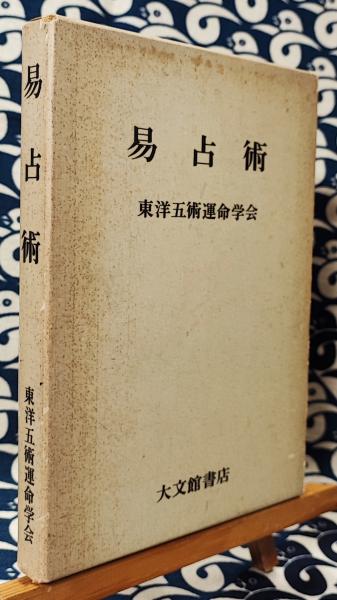 易占術
東洋五術運命学会
易占術
東洋五術運命学会
大文館書店